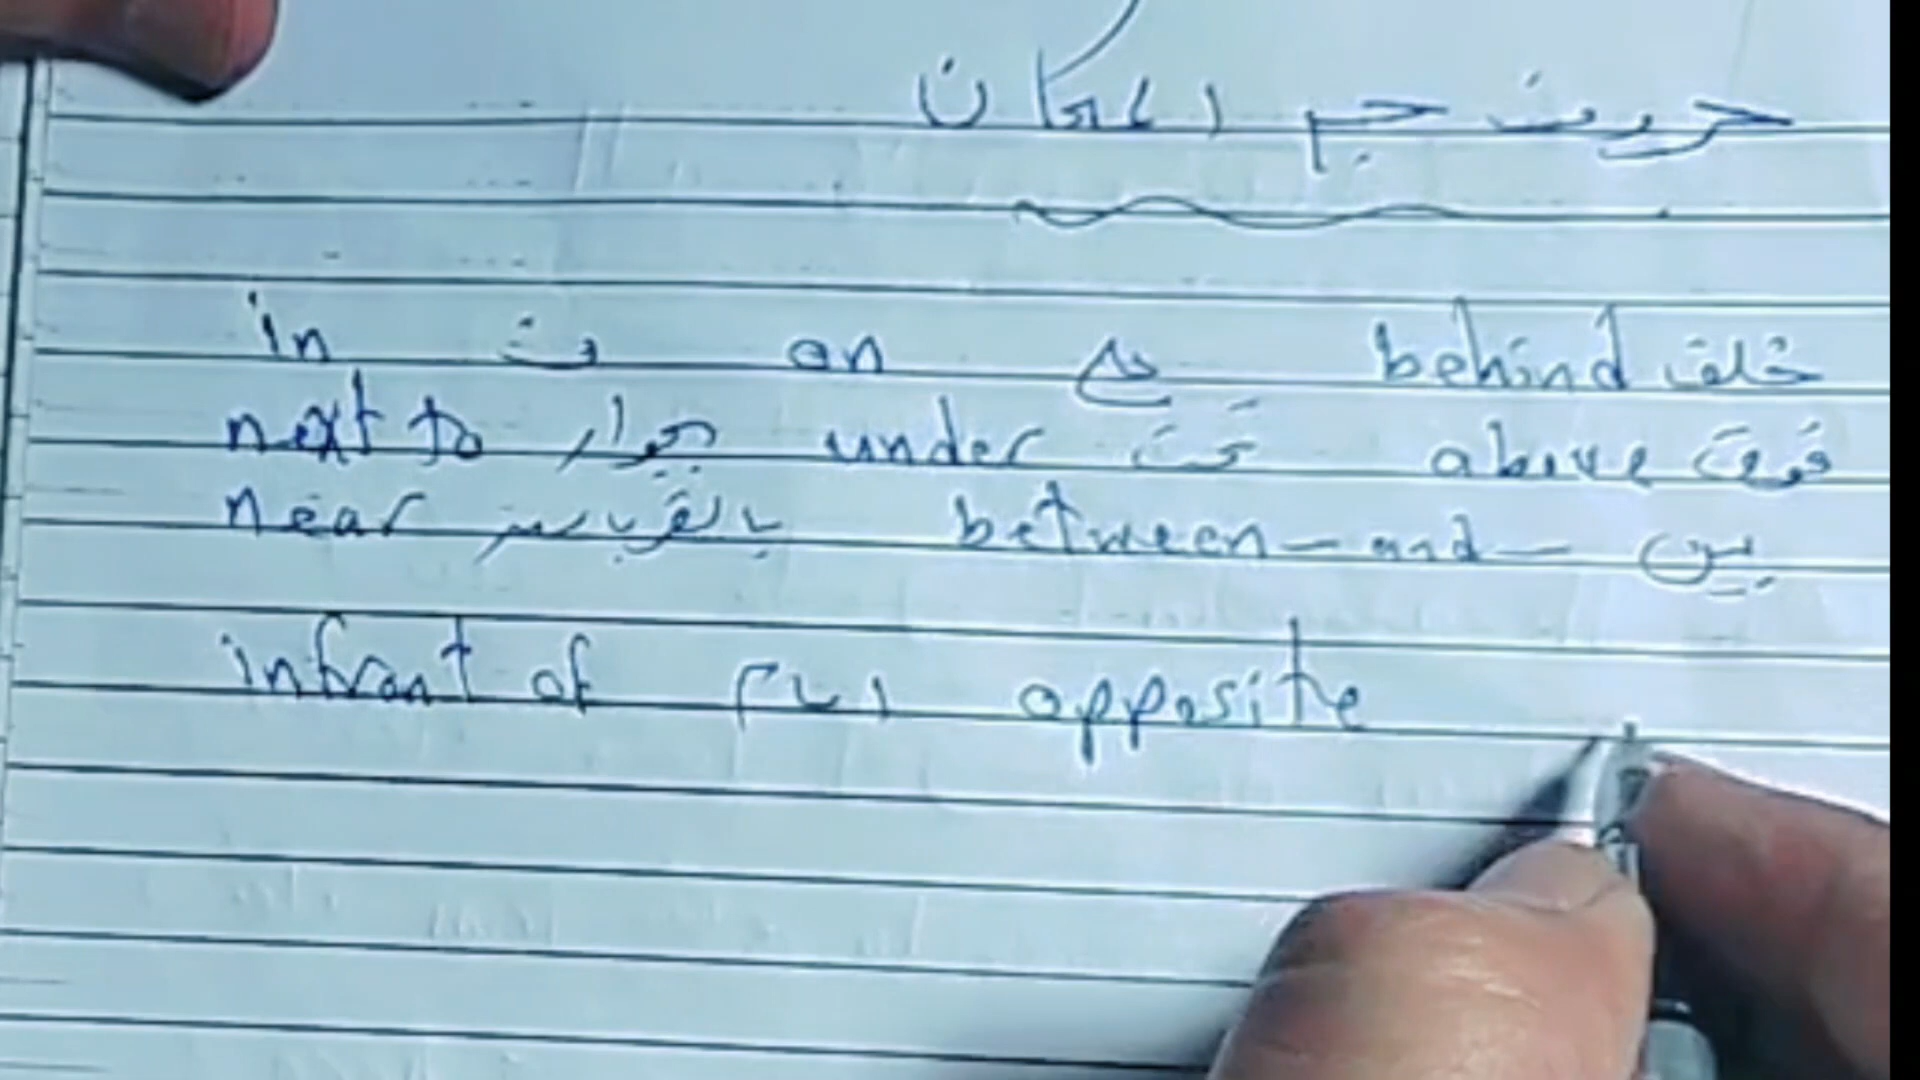 حروف جر المكان
in في on على behind خلف
next to بجوار under تحت above فوق
near بالقرب من between - and - بين
infront of امام opposite